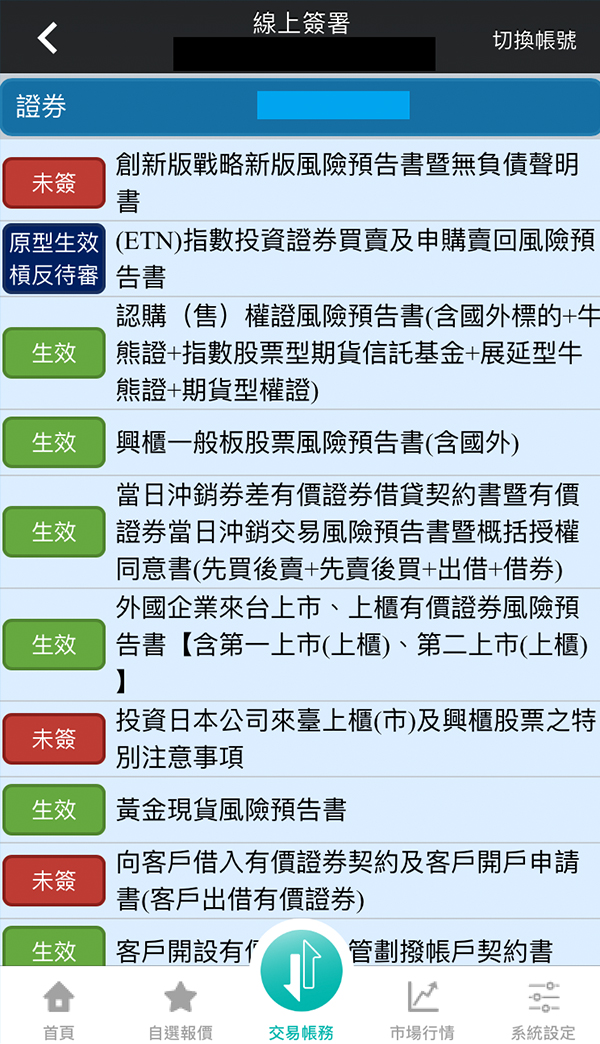 線上簽署
切換帳號
證券
未簽
創新版戰略新版風險預告書暨無負債聲明
書
原型生效
槓反待審
(ETN)指數投資證券買賣及申購賣回風險預
告書
生效
認購（售）權證風險預告書(含國外標的+牛
熊證+指數股票型期貨信託基金+展延型牛
熊證+期貨型權證)
生效
興櫃一般板股票風險預告書(含國外)
生效
當日沖銷券差有價證券借貸契約書暨有價
證券當日沖銷交易風險預告書暨概括授權
同意書(先買後賣+先賣後買+出借+借券)
生效
外國企業來台上市、上櫃有價證券風險預
告書【含第一上市(上櫃)、第二上市(上櫃)
】
未簽
投資日本公司來臺上櫃(市)及興櫃股票之特
別注意事項
生效
黃金現貨風險預告書
未簽
向客戶借入有價證券契約及客戶開戶申請
書(客戶出借有價證券)
生效
客戶開設有價 管劃撥帳戶契約書
首頁
自選報價
交易帳務
市場行情
系統設定